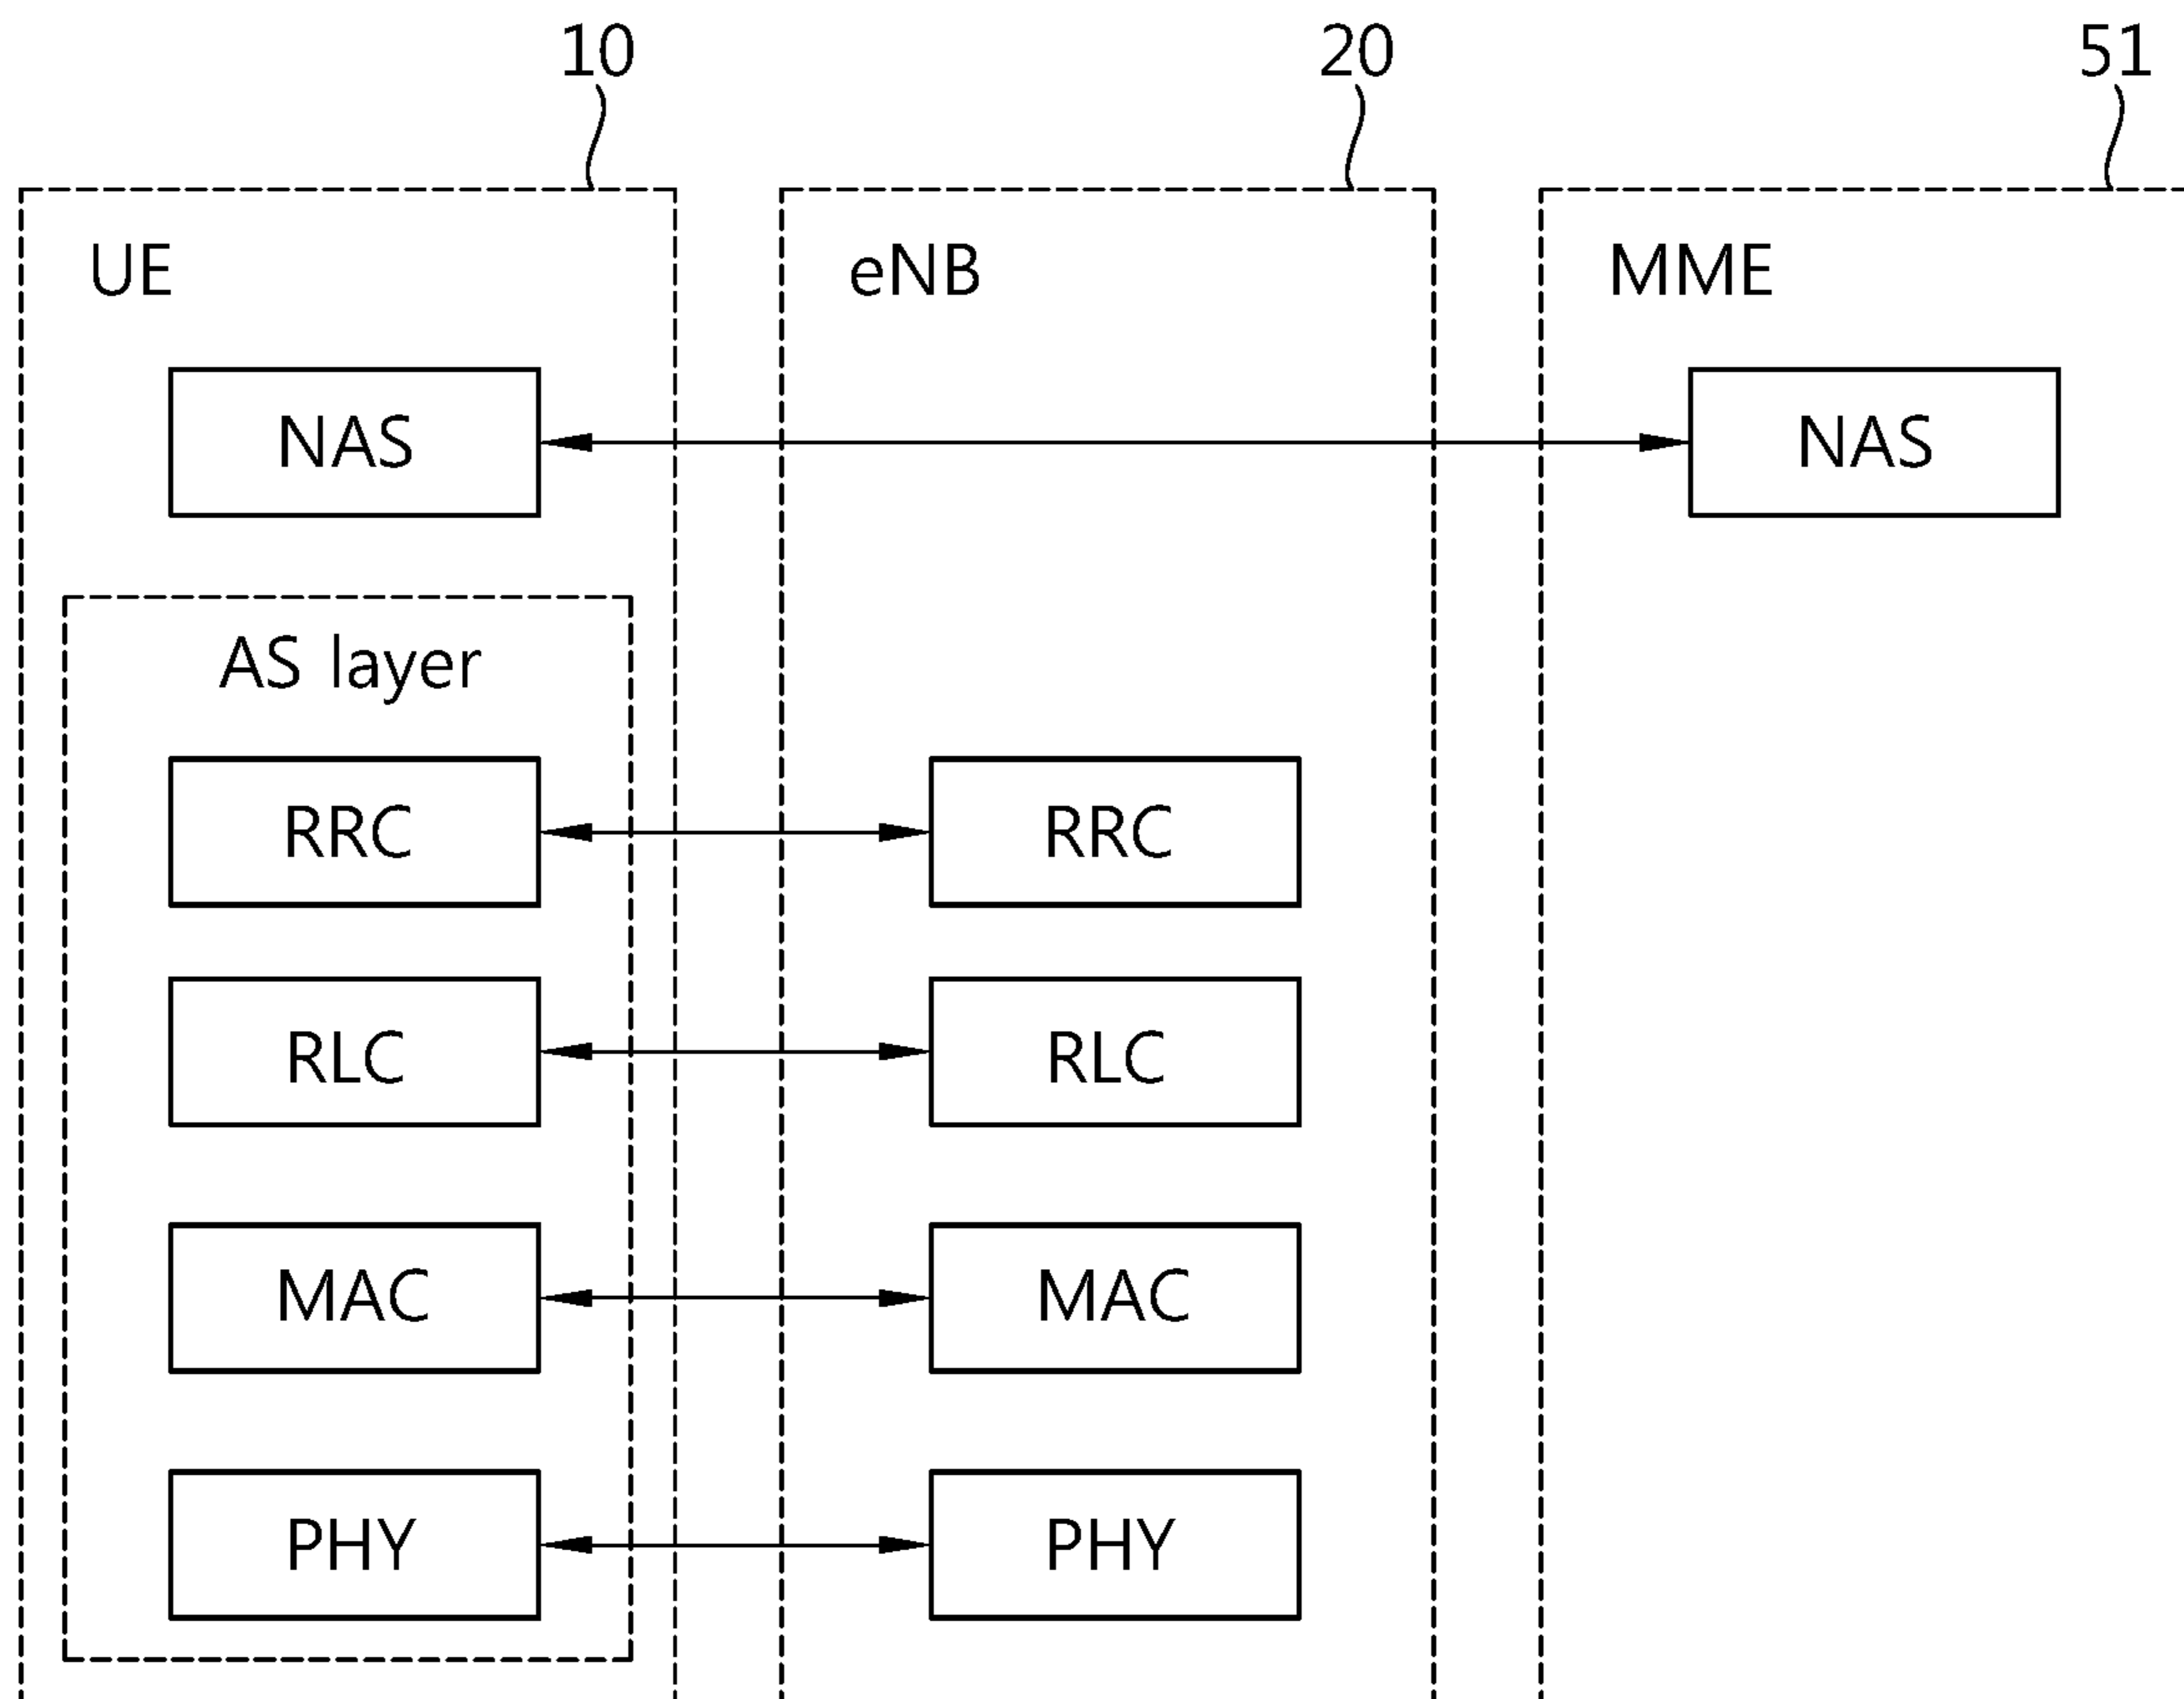 10 20 51
UE eNB MME
NAS NAS
AS layer
RRC RRC
RLC RLC
MAC MAC
PHY PHY